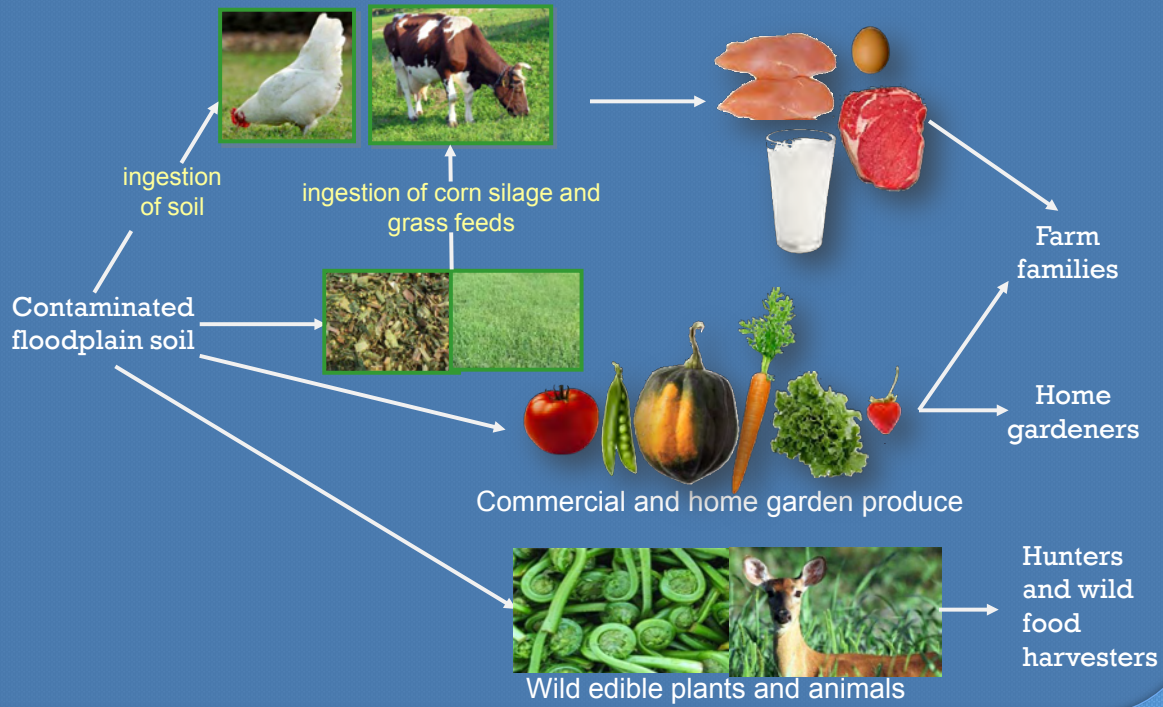 ingestion
of soil
ingestion of corn silage and
grass feeds
Farm
families
Contaminated
floodplain soil
Home
gardeners
Commercial and home garden produce
Hunters
and wild
food
harvesters
Wild edible plants and animals